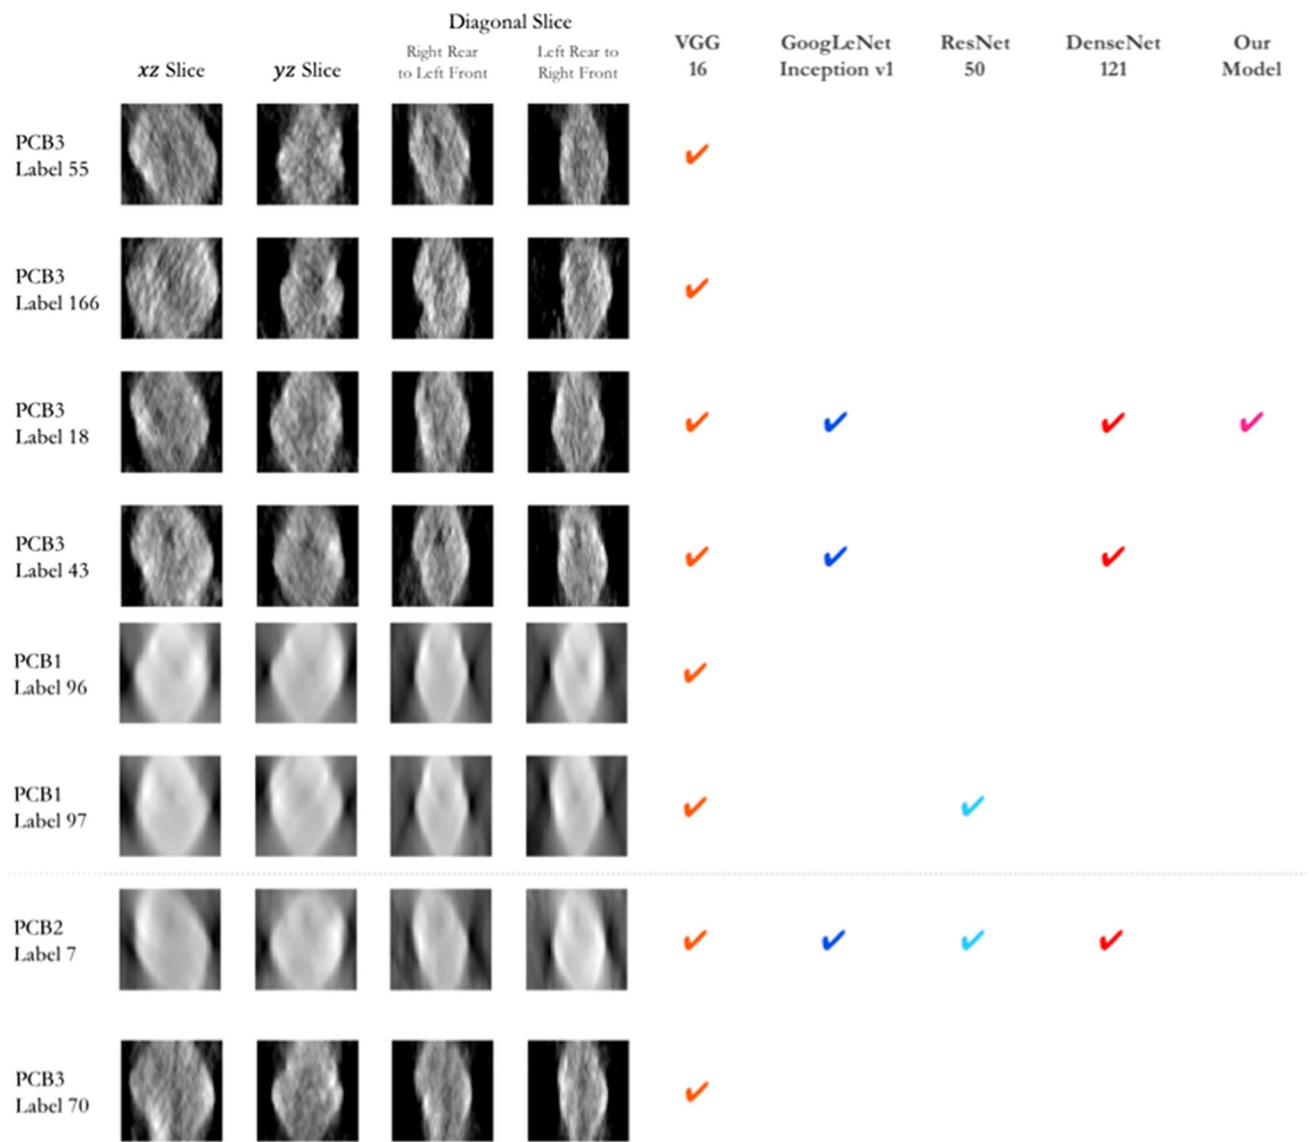 Diagonal Slice
xz Slice
yz Slice
Right Rear
to Left Front
Left Rear to
Right Front
VGG
16
GoogLeNet
Inception v1
ResNet
50
DenseNet
121
Our
Model
PCB3
Label 55
PCB3
Label 166
PCB3
Label 18
PCB3
Label 43
PCB1
Label 96
PCB1
Label 97
PCB2
Label 7
PCB3
Label 70